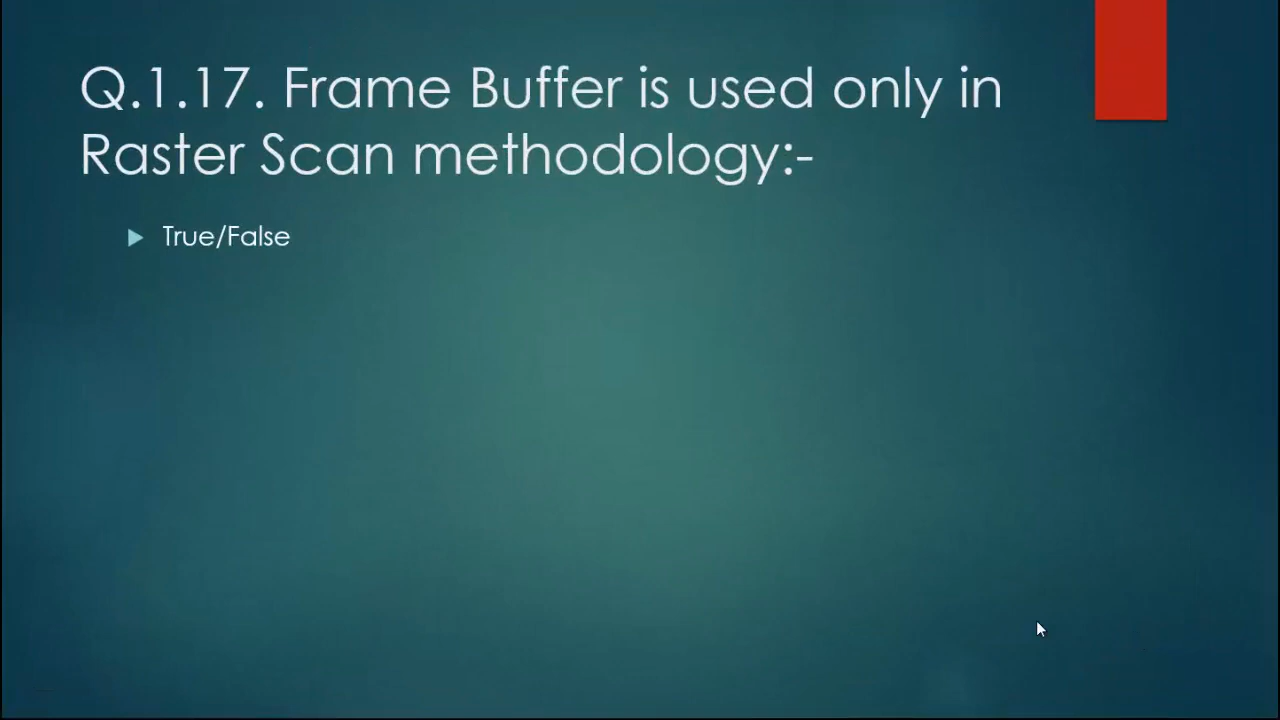 Q.1.17. Frame Buffer is used only in
Raster Scan methodology:-
True/False